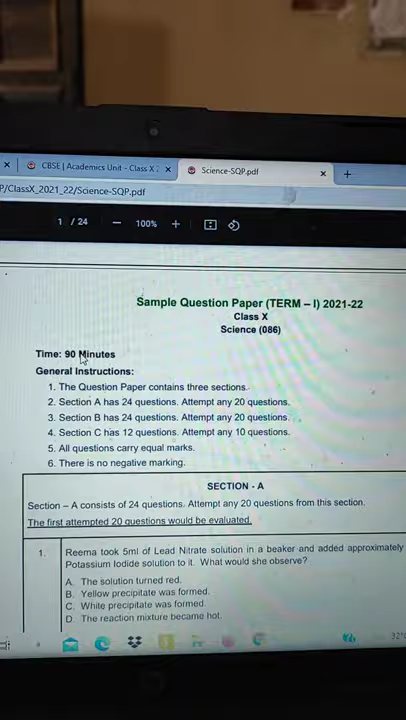 CBSE | Academics Unit - Class X 2 × Science-SQP.pdf × +
P/ClassX_2021_22/Science-SQP.pdf
1 / 24 — 100% +
Sample Question Paper (TERM – I) 2021-22
Class X
Science (086)
Time: 90 Minutes
General Instructions:
1. The Question Paper contains three sections.
2. Section A has 24 questions. Attempt any 20 questions.
3. Section B has 24 questions. Attempt any 20 questions.
4. Section C has 12 questions. Attempt any 10 questions.
5. All questions carry equal marks.
6. There is no negative marking.
SECTION - A
Section – A consists of 24 questions. Attempt any 20 questions from this section.
The first attempted 20 questions would be evaluated.
1. Reema took 5ml of Lead Nitrate solution in a beaker and added approximately
Potassium Iodide solution to it. What would she observe?
A. The solution turned red.
B. Yellow precipitate was formed.
C. White precipitate was formed.
D. The reaction mixture became hot.
32°